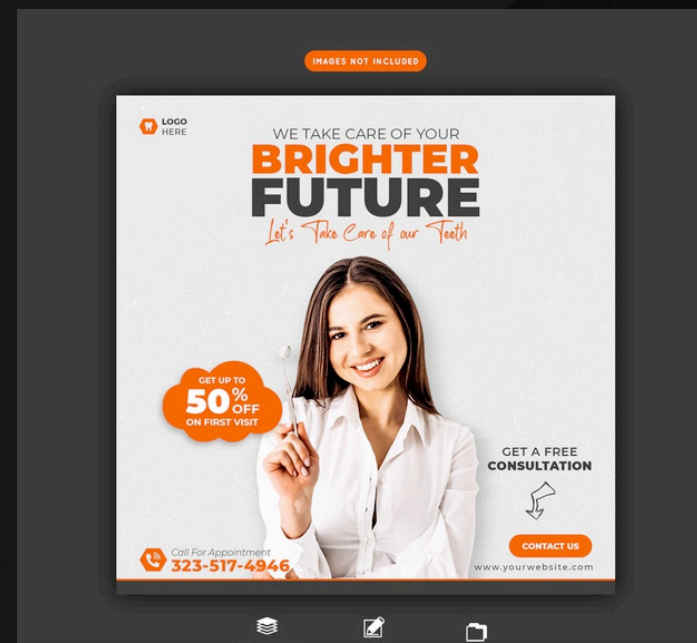 IMAGES NOT INCLUDED
LOGO
HERE
WE TAKE CARE OF YOUR
BRIGHTER
FUTURE
Let's Take Care of our Teeth
GET UP TO
50% OFF
ON FIRST VISIT
GET A FREE
CONSULTATION
CONTACT US
Call For Appointment
323-517-4946
www.yourwebsite.com